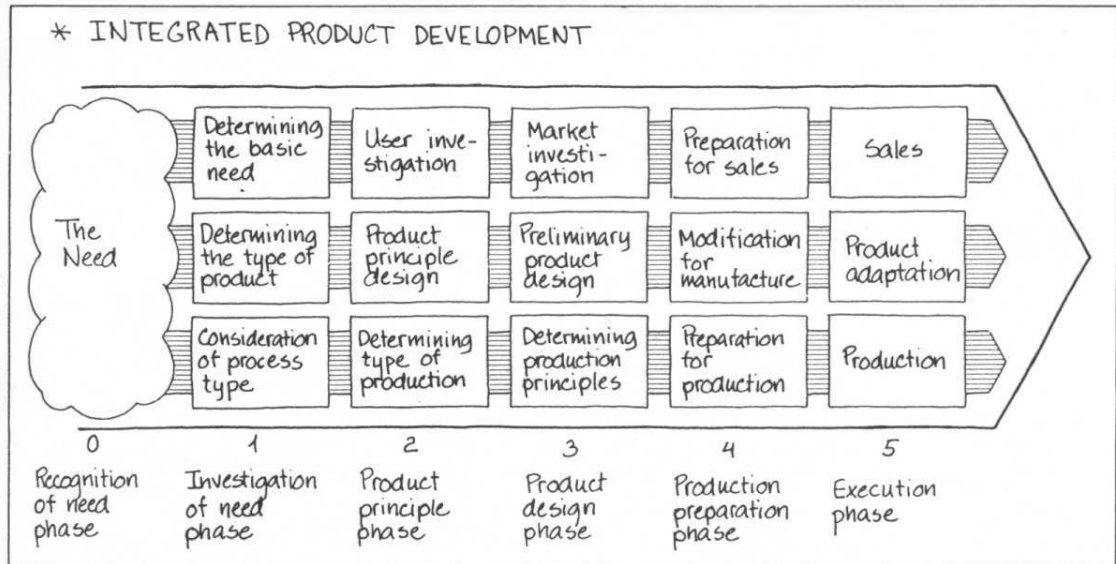 * INTEGRATED PRODUCT DEVELOPMENT
The
Need
Determining
the basic
need
User inve-
stigation
Market
investi-
gation
Preparation
for sales
Sales
Determining
the type of
product
Product
principle
design
Preliminary
product
design
Modification
for
manufacture
Product
adaptation
Consideration
of process
type
Determining
type of
production
Determining
production
principles
Preparation
for
production
Production
0
1
2
3
4
5
Recognition
of need
phase
Investigation
of need
phase
Product
principle
phase
Product
design
phase
Production
preparation
phase
Execution
phase